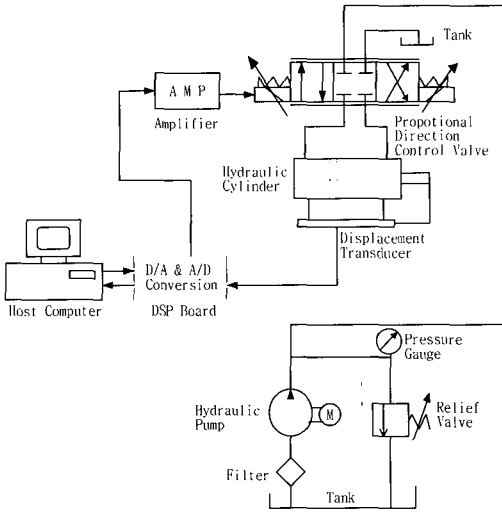 Tank
A M P
Amplifier
Propotional
Direction
Control Valve
Hydraulic
Cylinder
Displacement
Transducer
D/A & A/D
Conversion
Host Computer
DSP Board
Pressure
Gauge
Hydraulic
Pump
M
Relief
Valve
Filter
Tank